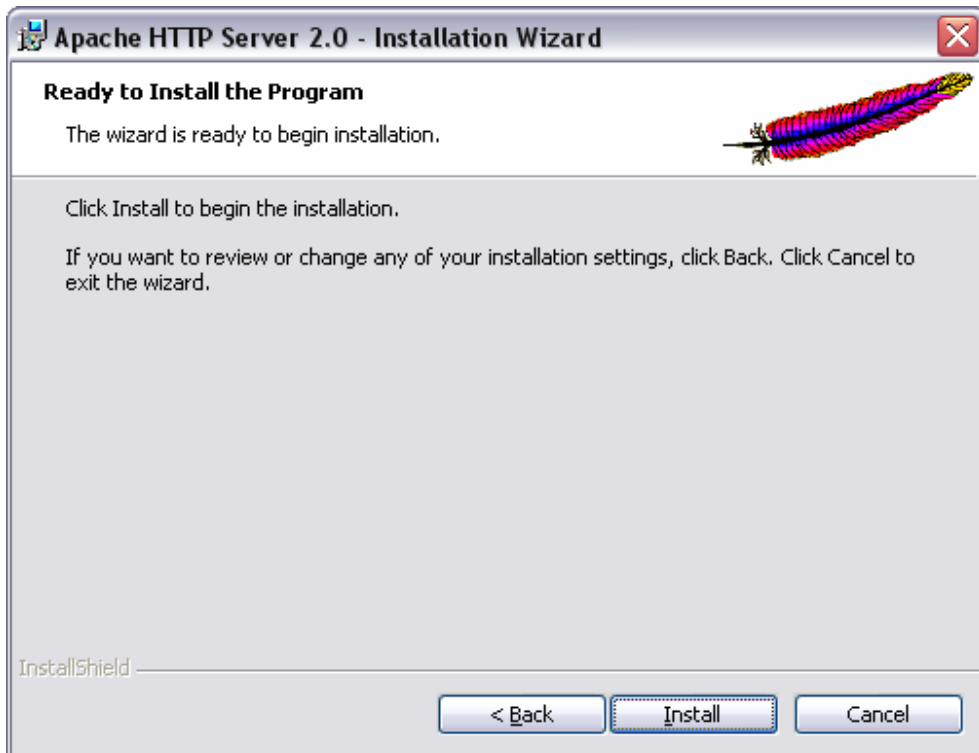 Apache HTTP Server 2.0 - Installation Wizard
Ready to Install the Program
The wizard is ready to begin installation.
Click Install to begin the installation.
If you want to review or change any of your installation settings, click Back. Click Cancel to
exit the wizard.
InstallShield
< Back
Install
Cancel